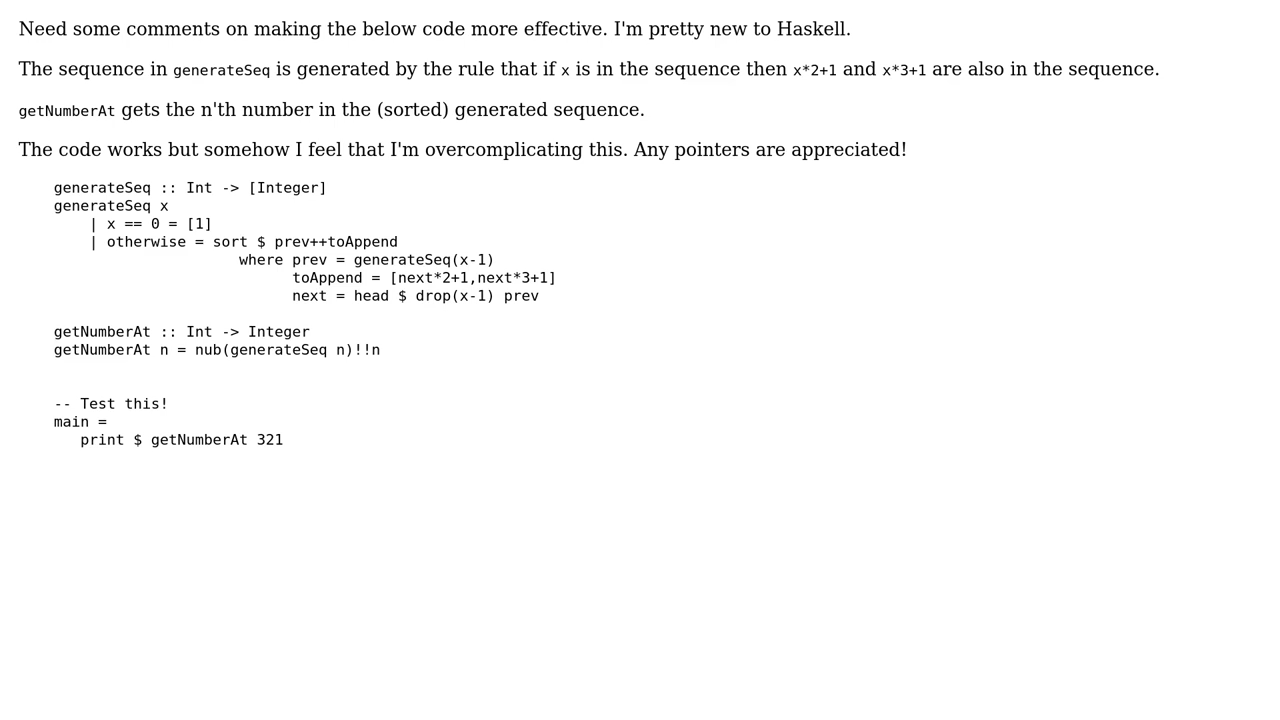 Need some comments on making the below code more effective. I'm pretty new to Haskell.
The sequence in generateSeq is generated by the rule that if x is in the sequence then x*2+1 and x*3+1 are also in the sequence.
getNumberAt gets the n'th number in the (sorted) generated sequence.
The code works but somehow I feel that I'm overcomplicating this. Any pointers are appreciated!
generateSeq :: Int -> [Integer]
generateSeq x
    | x == 0 = [1]
    | otherwise = sort $ prev++toAppend
                     where prev = generateSeq(x-1)
                           toAppend = [next*2+1,next*3+1]
                           next = head $ drop(x-1) prev
getNumberAt :: Int -> Integer
getNumberAt n = nub(generateSeq n)!!n
-- Test this!
main =
   print $ getNumberAt 321